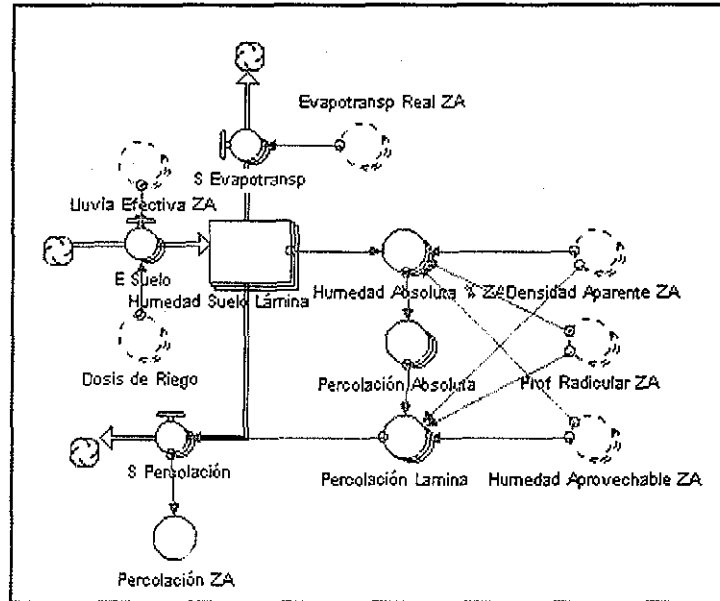 Evapotransp Real ZA
S Evapotransp
Lluvia Efectiva ZA
E Suelo
Humedad Suelo Lámina
Humedad Absoluta % ZA
Densidad Aparente ZA
Dosis de Riego
Percolación Absoluta
Prof Radicular ZA
S Percolación
Percolación Lamina
Humedad Aprovechable ZA
Percolación ZA